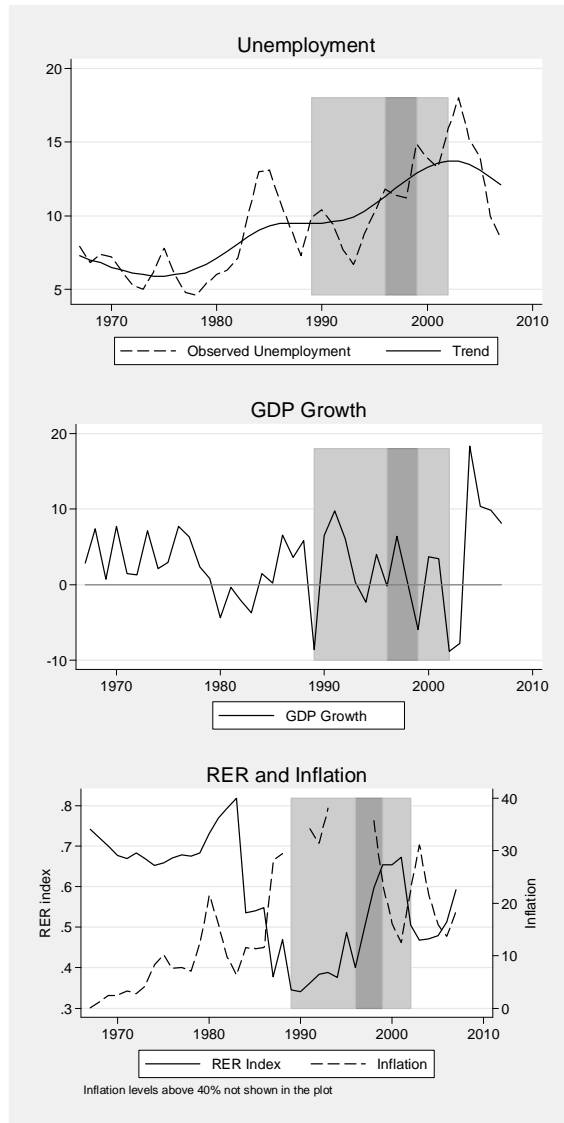 Unemployment
20
15
10
5
1970 1980 1990 2000 2010
Observed Unemployment Trend
GDP Growth
20
10
0
-10
1970 1980 1990 2000 2010
GDP Growth
RER and Inflation
.8
.7
.6
.5
.4
.3
RER index
40
30
20
10
0
Inflation
1970 1980 1990 2000 2010
RER Index Inflation
Inflation levels above 40% not shown in the plot